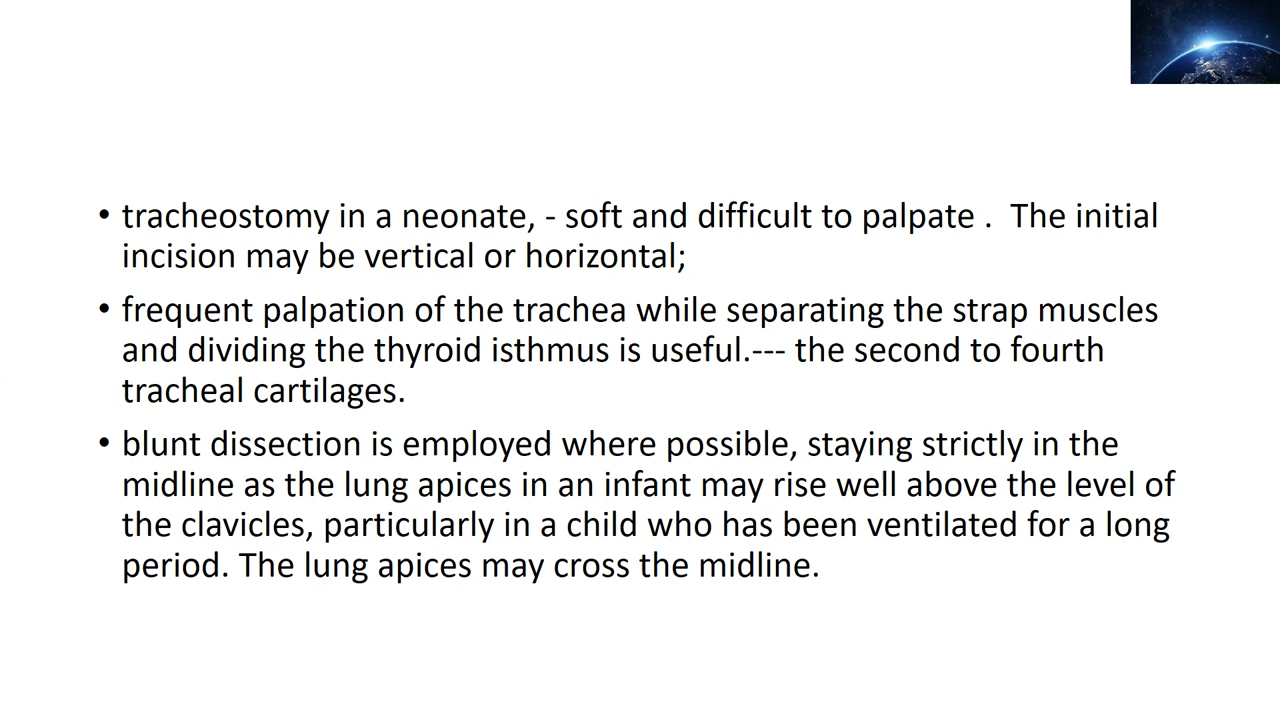 • tracheostomy in a neonate, - soft and difficult to palpate .  The initial
incision may be vertical or horizontal;
• frequent palpation of the trachea while separating the strap muscles
and dividing the thyroid isthmus is useful.--- the second to fourth
tracheal cartilages.
• blunt dissection is employed where possible, staying strictly in the
midline as the lung apices in an infant may rise well above the level of
the clavicles, particularly in a child who has been ventilated for a long
period. The lung apices may cross the midline.